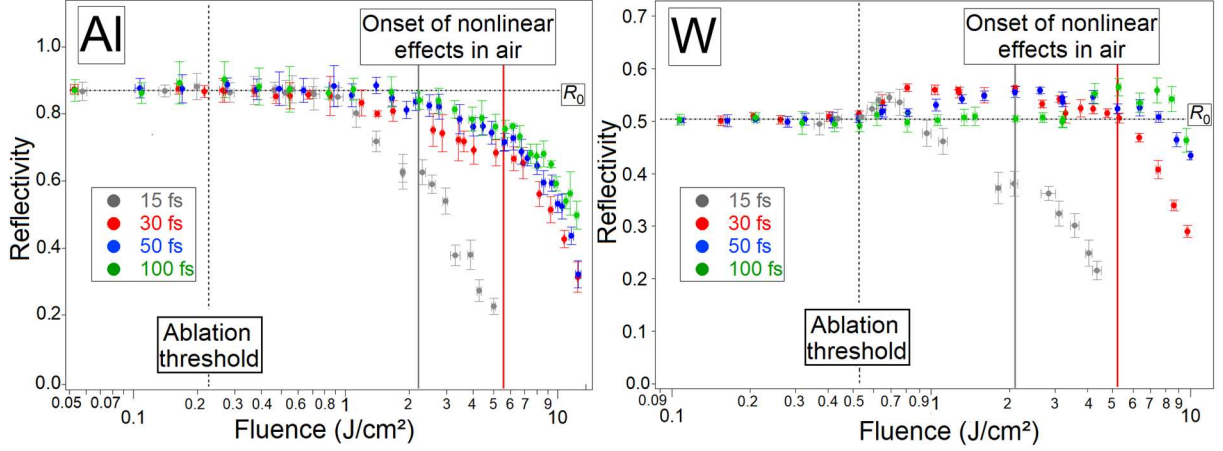 Al
Onset of nonlinear
effects in air
R₀
Reflectivity
1.0
0.8
0.6
0.4
0.2
0.0
15 fs
30 fs
50 fs
100 fs
Ablation
threshold
0.05 0.07 0.1 0.2 0.4 0.6 0.8 1 2 3 4 5 6 7 8 10
Fluence (J/cm²)
W
Onset of nonlinear
effects in air
R₀
Reflectivity
0.7
0.6
0.5
0.4
0.3
0.2
0.1
0.0
15 fs
30 fs
50 fs
100 fs
Ablation
threshold
0.09 0.1 0.2 0.3 0.4 0.5 0.6 0.7 0.8 1 2 3 4 5 6 7 8 9 10
Fluence (J/cm²)